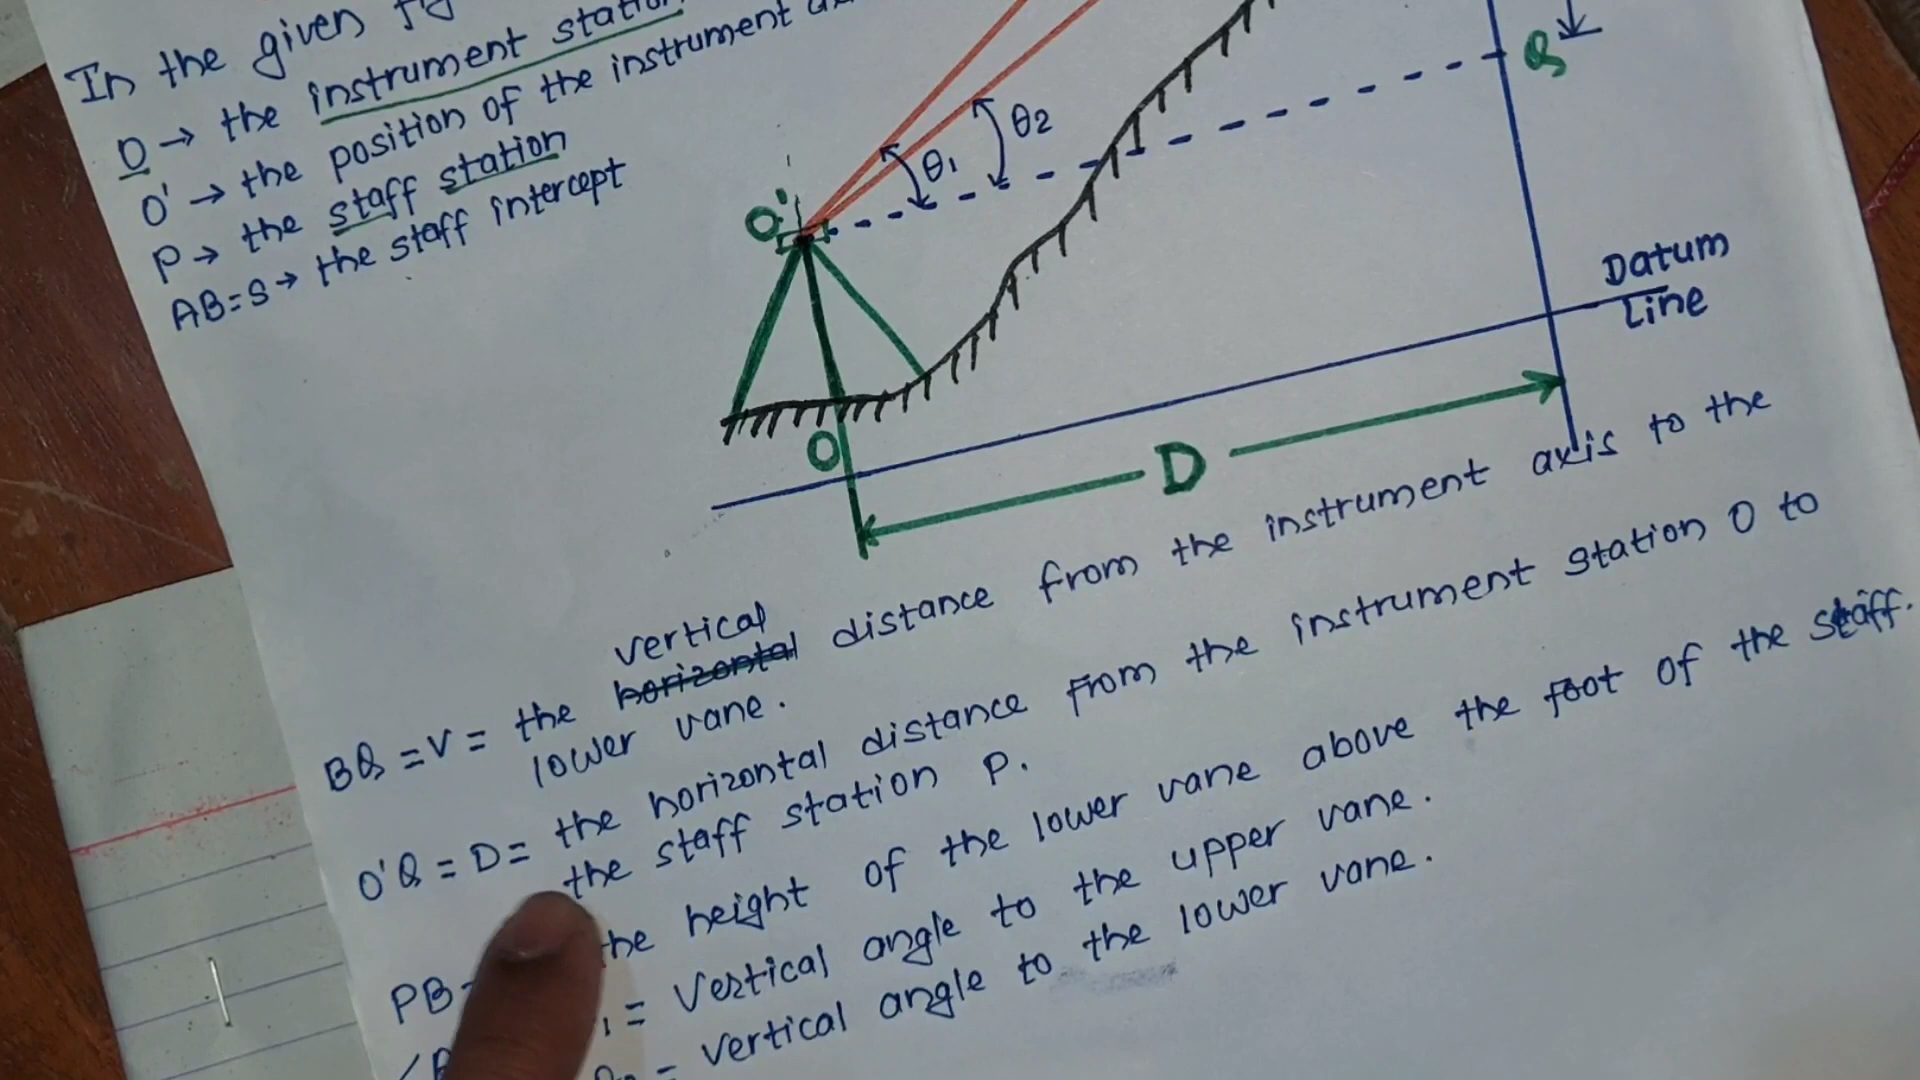 In the given
O → the instrument station
O' → the position of the instrument
P → the staff station
AB = S → the staff intercept
θ1
θ2
O'
O
Q
Datum
Line
D
BQ = V = the vertical horizontal distance from the instrument axis to the
lower vane.
O'Q = D = the horizontal distance from the instrument station O to
the staff station P.
PB the height of the lower vane above the foot of the staff.
1 = Vertical angle to the upper vane.
= vertical angle to the lower vane.